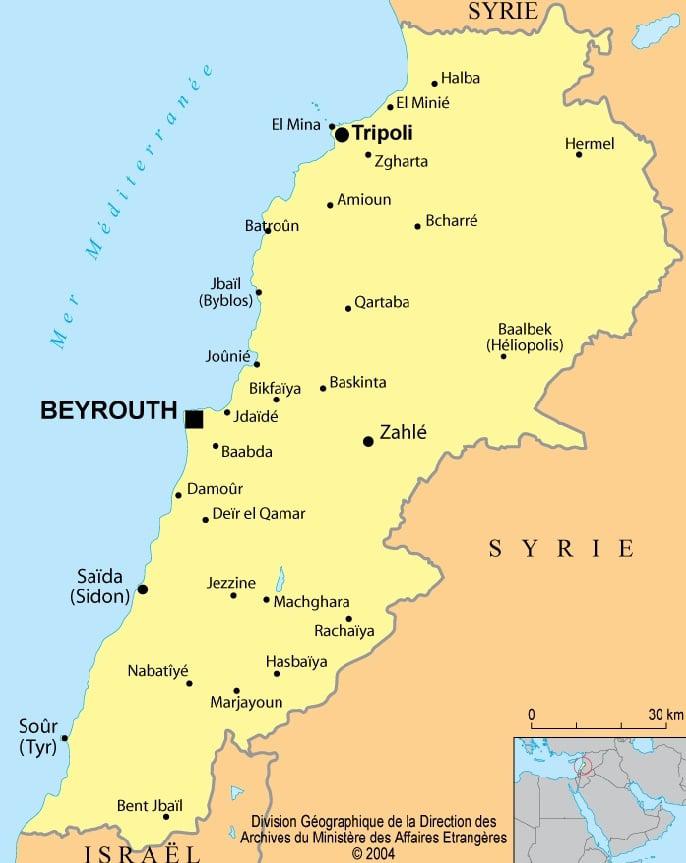 SYRIE
Halba
El Minié
El Mina
Tripoli
Zgharta
Hermel
Amioun
Bcharré
Batroûn
Mer Méditerranée
Jbaïl
(Byblos)
Qartaba
Baalbek
(Héliopolis)
Joûnié
Bikfaïya
Baskinta
BEYROUTH
Jdaïdé
Zahlé
Baabda
Damoûr
Deïr el Qamar
SYRIE
Saïda
(Sidon)
Jezzine
Machghara
Rachaïya
Hasbaïya
Nabatîyé
Marjayoun
Soûr
(Tyr)
0 30 km
Bent Jbaïl
Division Géographique de la Direction des
Archives du Ministère des Affaires Etrangères
© 2004
ISRAËL